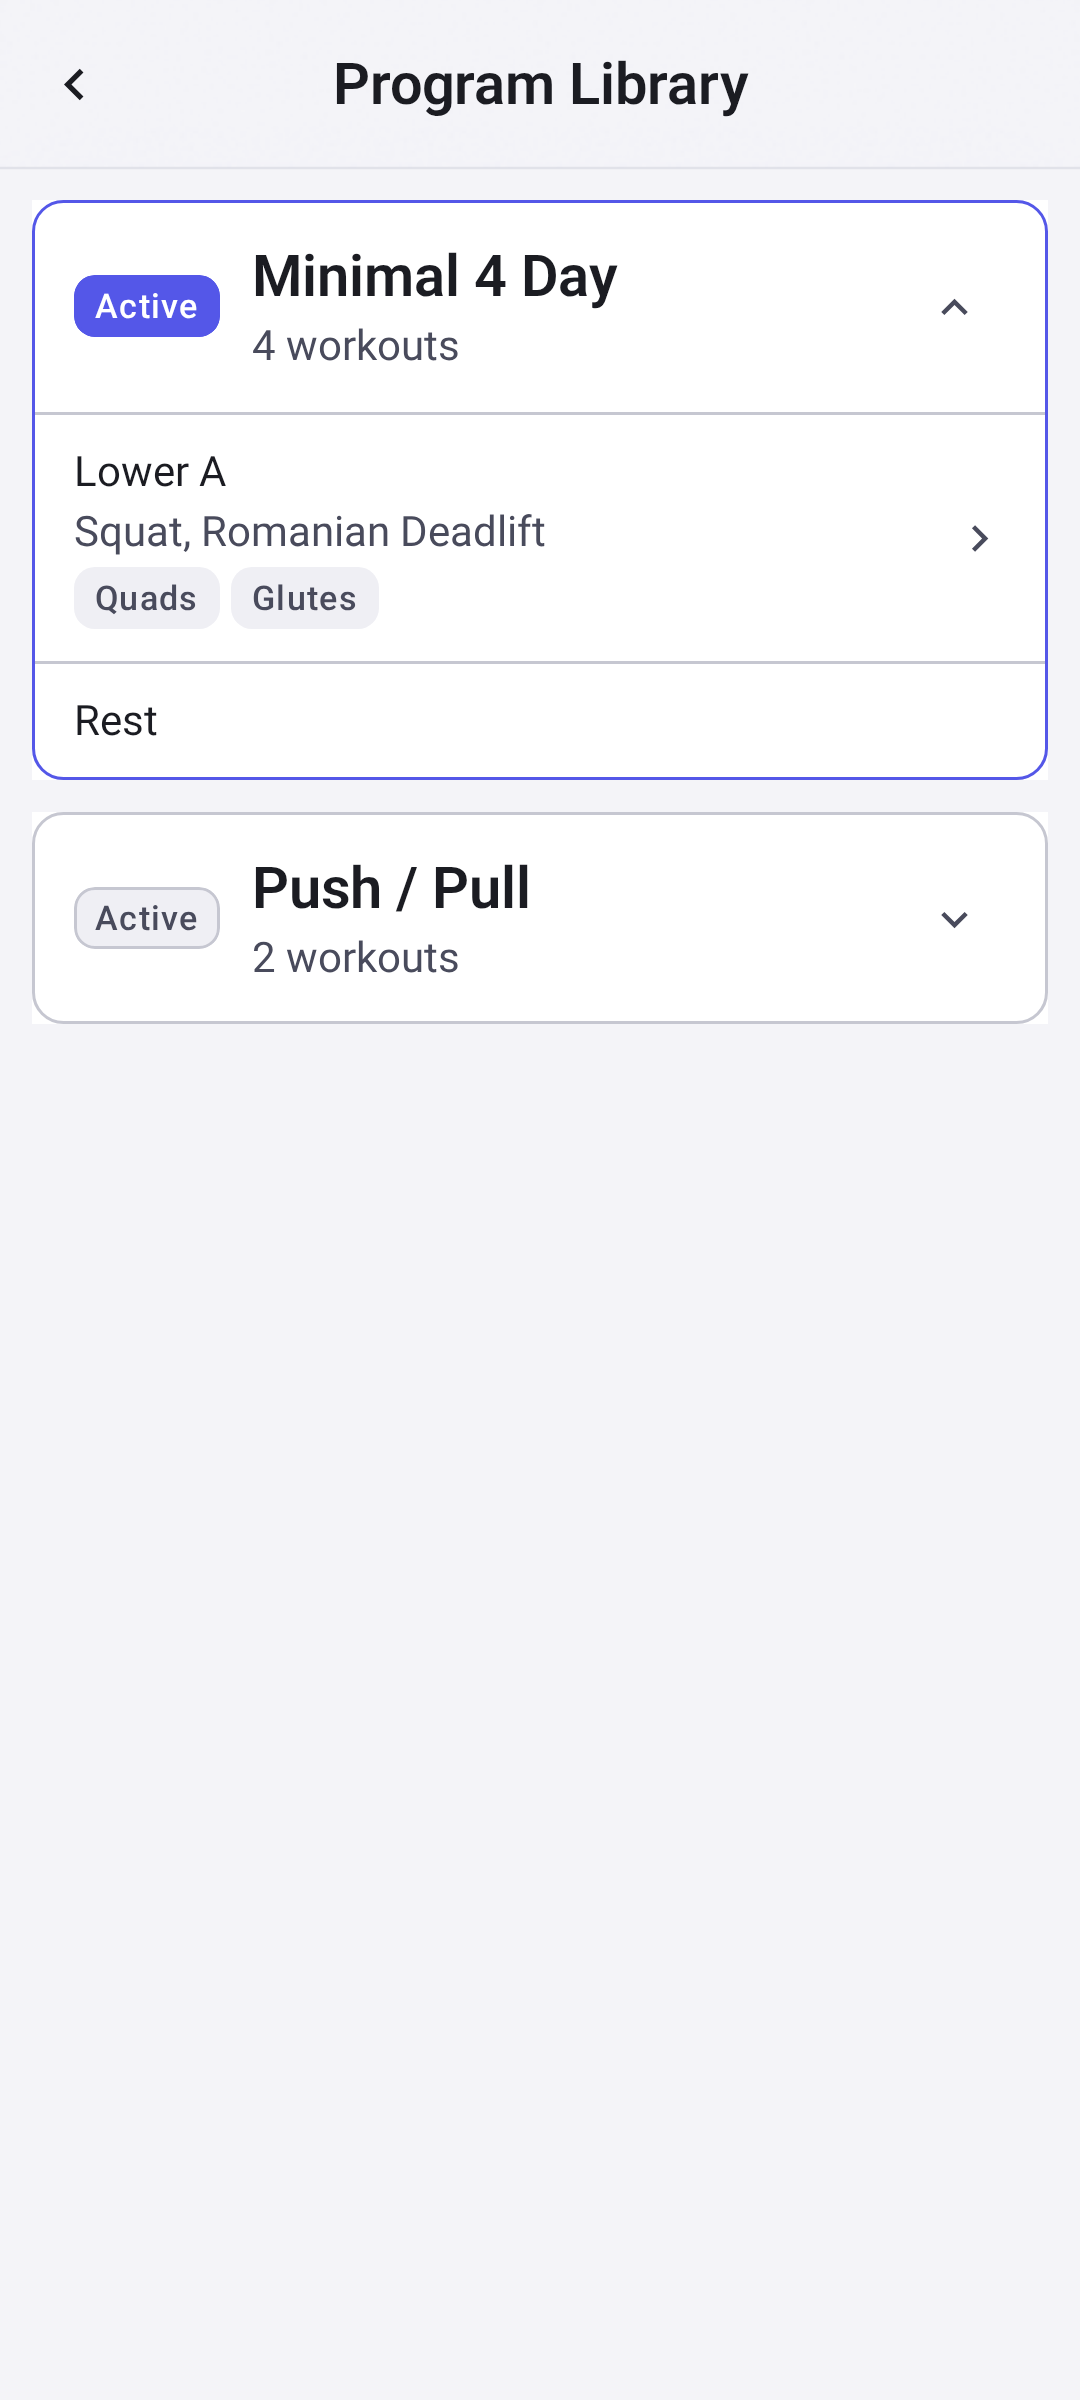 Program Library
Active
Minimal 4 Day
4 workouts
Lower A
Squat, Romanian Deadlift
Quads Glutes
Rest
Active
Push / Pull
2 workouts